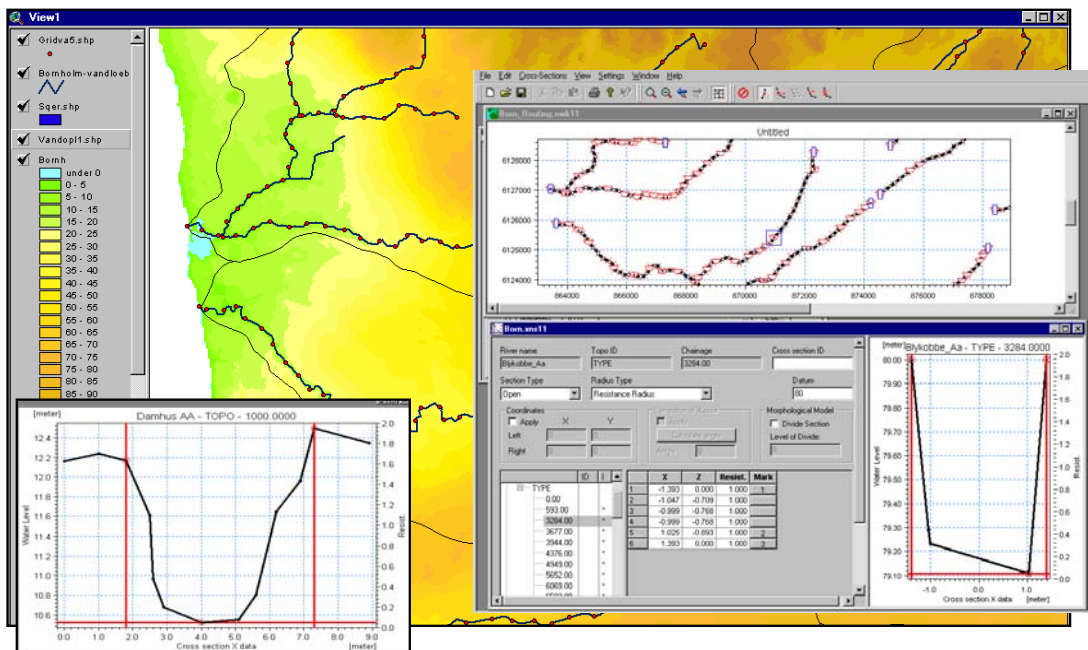 View1
Gridva5.shp
Bornholm-vandloeb
Sqer.shp
Vandopl1.shp
Bornh
under 0
0 - 5
5 - 10
10 - 15
15 - 20
20 - 25
25 - 30
30 - 35
35 - 40
40 - 45
45 - 50
50 - 55
55 - 60
60 - 65
65 - 70
70 - 75
75 - 80
80 - 85
85 - 90
File Edit Cross-Sections View Settings Window Help
Born_Routing.nwk11
Untitled
6128000
6127000
6126000
6125000
6124000
864000 866000 868000 870000 872000 874000 876000 878000
Born.xns11
River name Topo ID Chainage Cross section ID
Blykobbe_Aa TYPE 3284.00
Section Type Radius Type Datum
Open Resistance Radius 80
Coordinates Morphological Model
Apply X Y Apply Divide Section
Left 0 0 Level of Divide:
Right 0 0 0
ID
TYPE
0.00
593.00 *
3284.00 *
3677.00 *
3944.00 *
4376.00 *
4949.00 *
5652.00 *
6069.00 *
X Z Resist. Mark
1 -1.393 0.000 1.000 1
2 -1.047 -0.709 1.000
3 -0.999 -0.768 1.000
4 -0.999 -0.768 1.000
5 1.025 -0.893 1.000 2
6 1.393 0.000 1.000 3
[meter] Blykobbe_Aa - TYPE - 3284.0000
80.00
79.90
79.80
79.70
79.60
79.50
79.40
79.30
79.20
79.10
Water Level
2.0
1.8
1.6
1.4
1.2
1.0
0.8
0.6
0.4
0.2
0.0
Resist.
-1.0 0.0 1.0
Cross section X data [meter]
[meter]
Damhus AA - TOPO - 1000.0000
12.4
12.2
12.0
11.8
11.6
11.4
11.2
11.0
10.8
10.6
Water Level
2.0
1.8
1.6
1.4
1.2
1.0
0.8
0.6
0.4
0.2
0.0
Resist.
0.0 1.0 2.0 3.0 4.0 5.0 6.0 7.0 8.0 9.0
Cross section X data [meter]